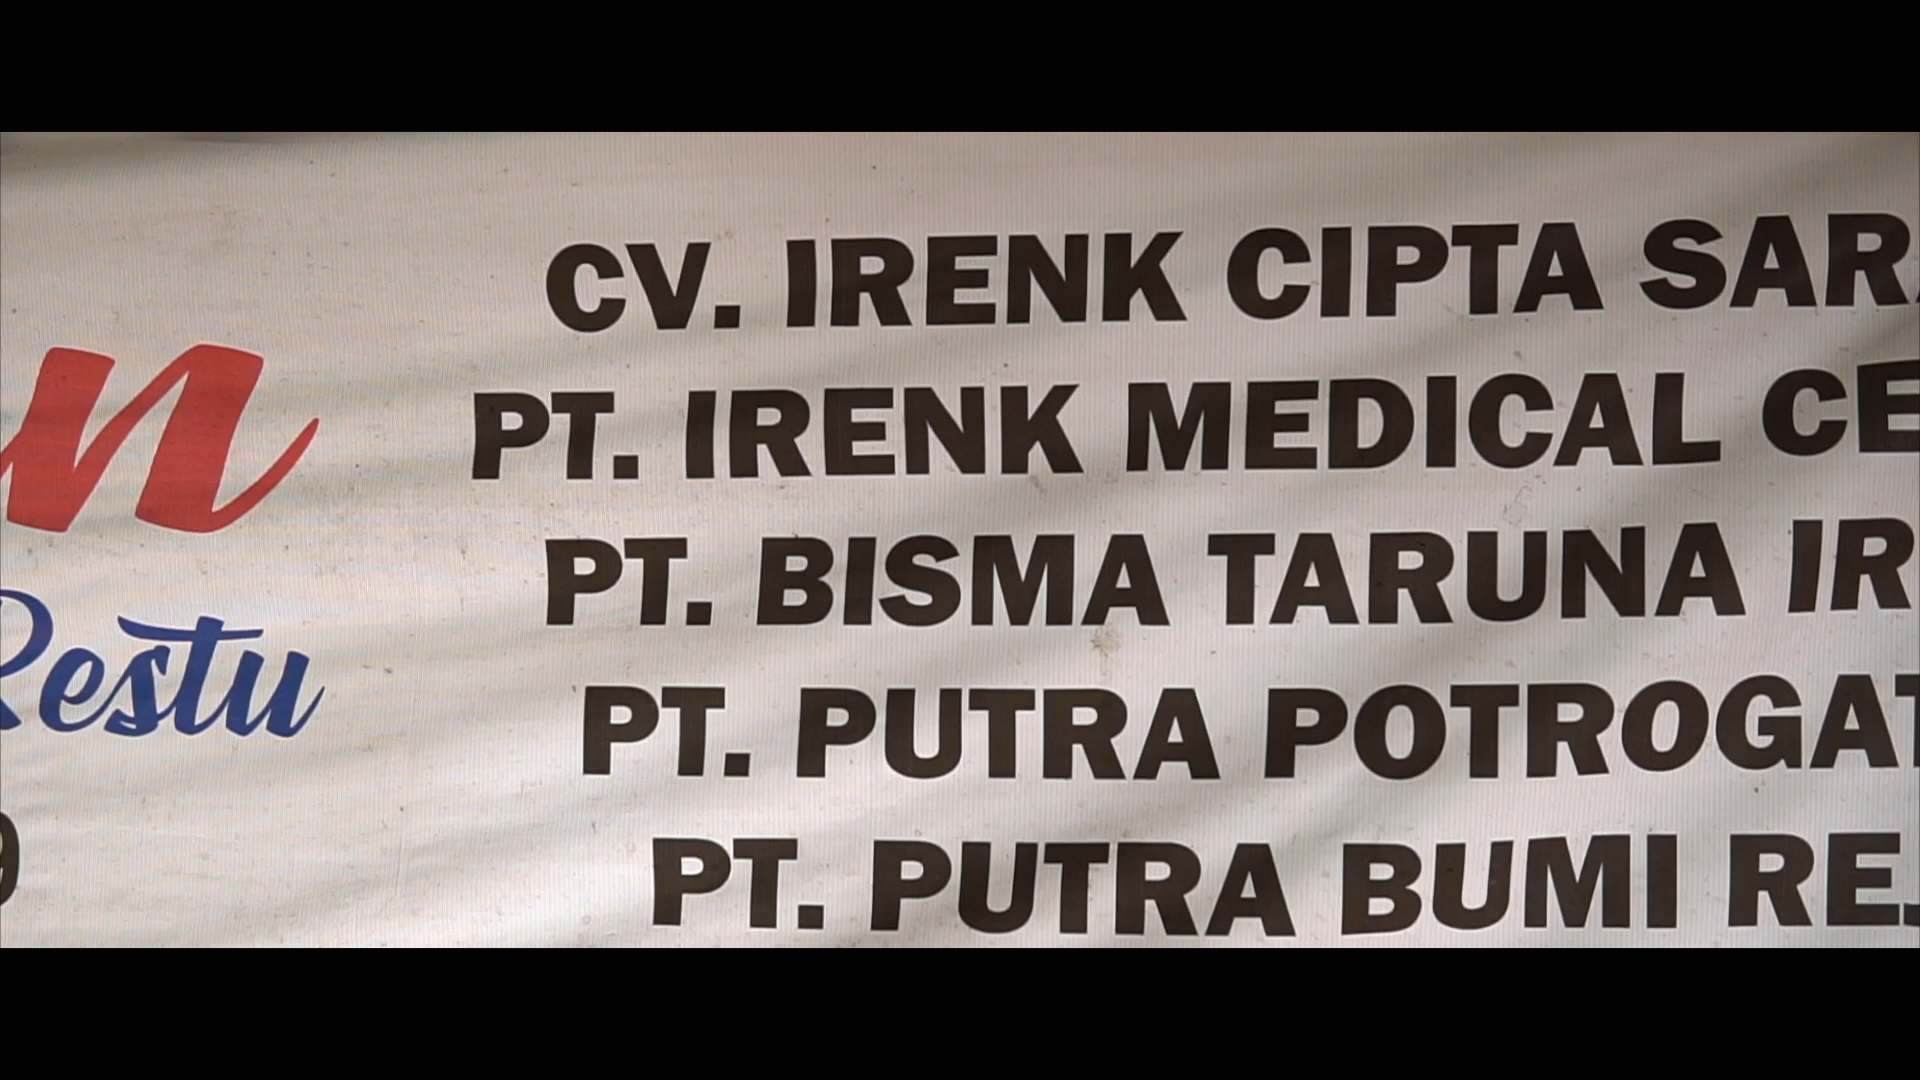 n
Restu
9
CV. IRENK CIPTA SAR
PT. IRENK MEDICAL CE
PT. BISMA TARUNA IR
PT. PUTRA POTROGAT
PT. PUTRA BUMI RE